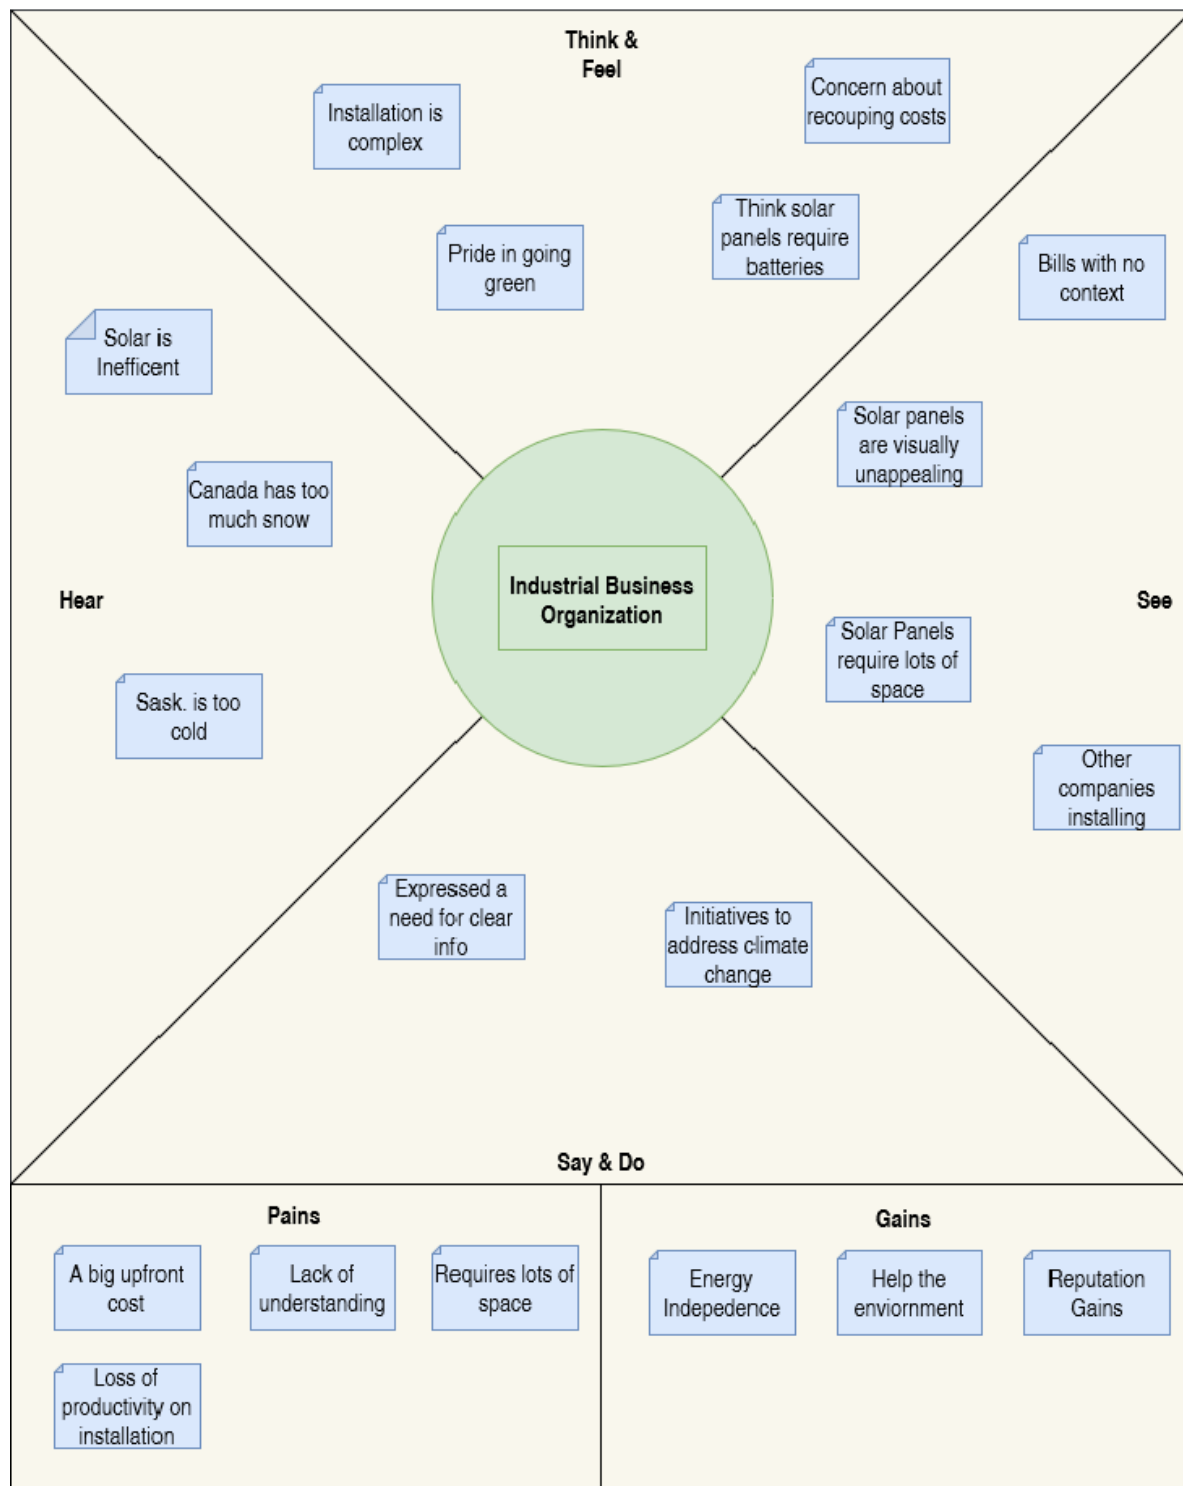 Think &
Feel
Installation is
complex
Concern about
recouping costs
Pride in going
green
Think solar
panels require
batteries
Bills with no
context
Solar is
Inefficent
Solar panels
are visually
unappealing
Canada has too
much snow
Industrial Business
Organization
Hear
See
Solar Panels
require lots of
space
Sask. is too
cold
Other
companies
installing
Expressed a
need for clear
info
Initiatives to
address climate
change
Say & Do
Pains
A big upfront
cost
Lack of
understanding
Requires lots of
space
Loss of
productivity on
installation
Gains
Energy
Indepedence
Help the
enviornment
Reputation
Gains